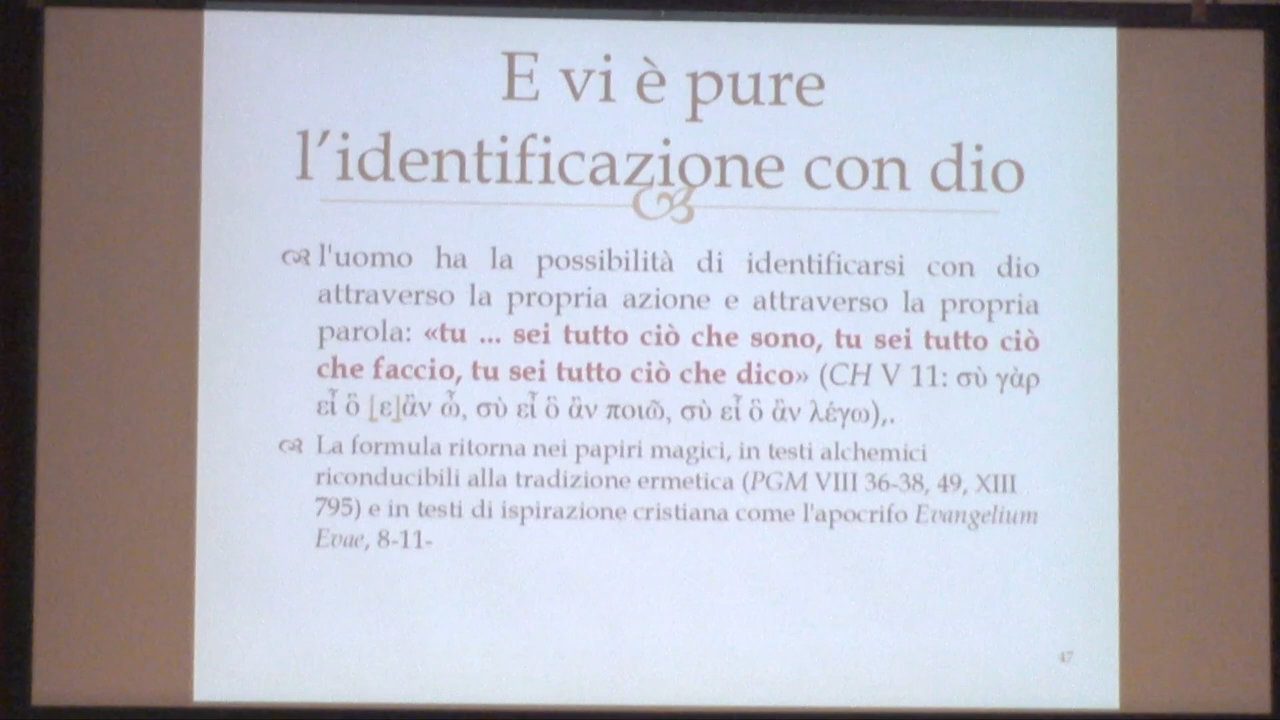 E vi è pure
l'identificazione con dio
l'uomo ha la possibilità di identificarsi con dio
attraverso la propria azione e attraverso la propria
parola: «tu ... sei tutto ciò che sono, tu sei tutto ciò
che faccio, tu sei tutto ciò che dico» (CH V 11: σὺ γὰρ
εἶ ὃ ⌊ε⌋ἂν ὦ, σὺ εἶ ὃ ἂν ποιῶ, σὺ εἶ ὃ ἂν λέγω),.
La formula ritorna nei papiri magici, in testi alchemici
riconducibili alla tradizione ermetica (PGM VIII 36-38, 49, XIII
795) e in testi di ispirazione cristiana come l'apocrifo Evangelium
Evae, 8-11-
47